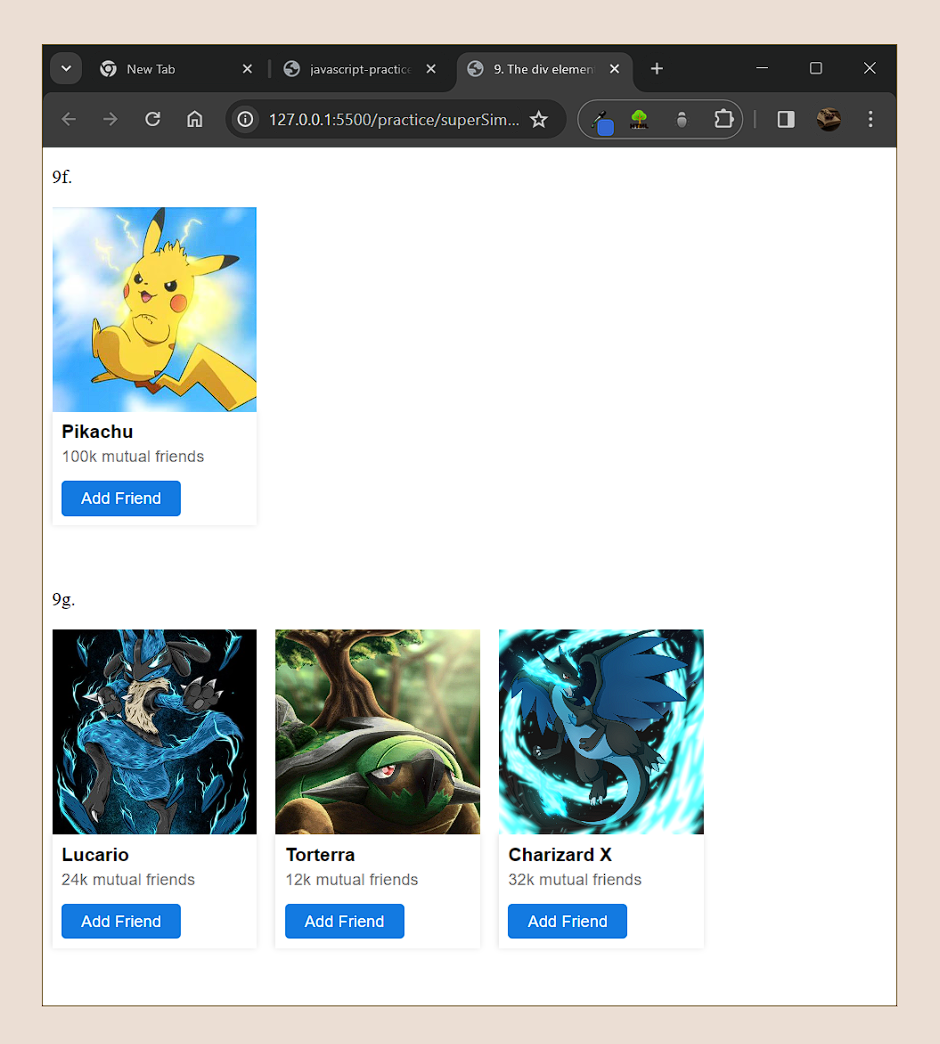 New Tab
javascript-practice
9. The div elemen
127.0.0.1:5500/practice/superSim...
9f.
Pikachu
100k mutual friends
Add Friend
9g.
Lucario Torterra Charizard X
24k mutual friends 12k mutual friends 32k mutual friends
Add Friend Add Friend Add Friend